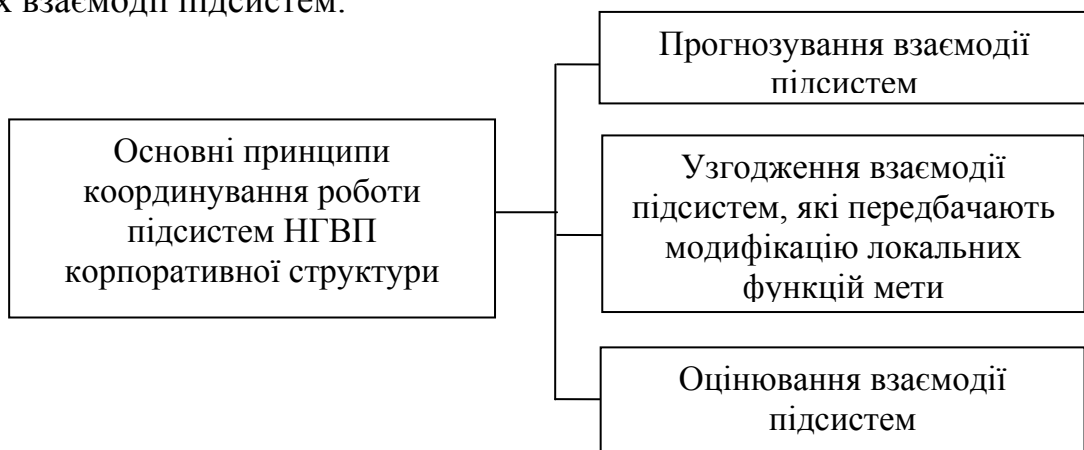 х взаємодії підсистем.
Прогнозування взаємодії
підсистем
Основні принципи
координування роботи
підсистем НГВП
корпоративної структури
Узгодження взаємодії
підсистем, які передбачають
модифікацію локальних
функцій мети
Оцінювання взаємодії
підсистем